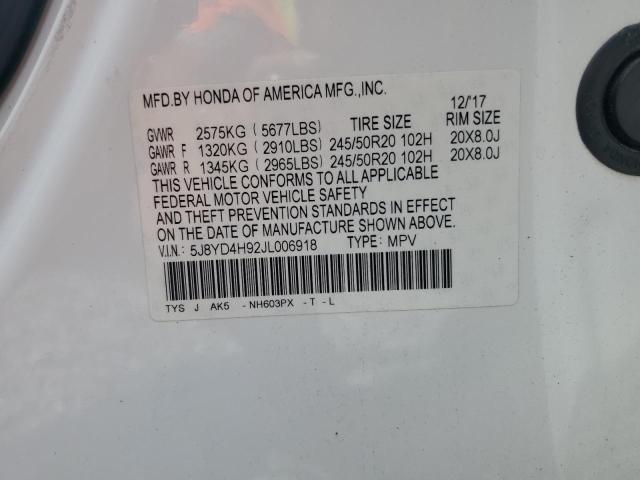 MFD.BY HONDA OF AMERICA MFG.,INC. 12/'17
GVWR 2575KG (5677LBS) TIRE SIZE RIM SIZE
GAWR F 1320KG (2910LBS) 245/50R20 102H 20X8.0J
GAWR R 1345KG (2965LBS) 245/50R20 102H 20X8.0J
THIS VEHICLE CONFORMS TO ALL APPLICABLE
FEDERAL MOTOR VEHICLE SAFETY
AND THEFT PREVENTION STANDARDS IN EFFECT
ON THE DATE OF MANUFACTURE SHOWN ABOVE.
V.I.N.: 5J8YD4H92JL006918 TYPE: MPV
TYS J AK5 -NH603PX -T -L